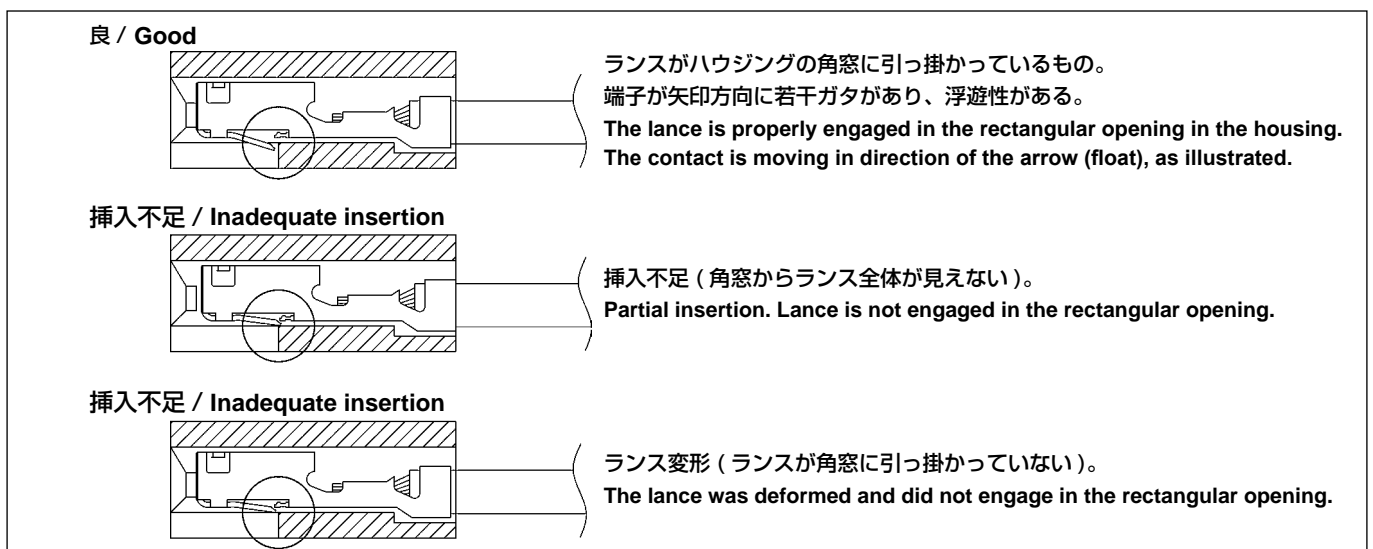 良 / Good
ランスがハウジングの角窓に引っ掛かっているもの。
端子が矢印方向に若干ガタがあり、浮遊性がある。
The lance is properly engaged in the rectangular opening in the housing.
The contact is moving in direction of the arrow (float), as illustrated.
挿入不足 / Inadequate insertion
挿入不足 ( 角窓からランス全体が見えない )。
Partial insertion. Lance is not engaged in the rectangular opening.
挿入不足 / Inadequate insertion
ランス変形 ( ランスが角窓に引っ掛かっていない )。
The lance was deformed and did not engage in the rectangular opening.